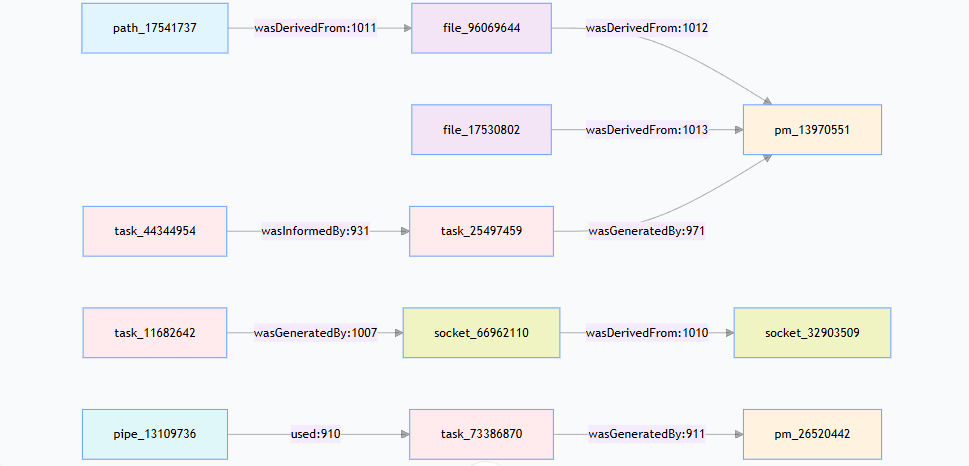 path_17541737 wasDerivedFrom:1011 file_96069644 wasDerivedFrom:1012
file_17530802 wasDerivedFrom:1013 pm_13970551
task_44344954 wasInformedBy:931 task_25497459 wasGeneratedBy:971
task_11682642 wasGeneratedBy:1007 socket_66962110 wasDerivedFrom:1010 socket_32903509
pipe_13109736 used:910 task_73386870 wasGeneratedBy:911 pm_26520442